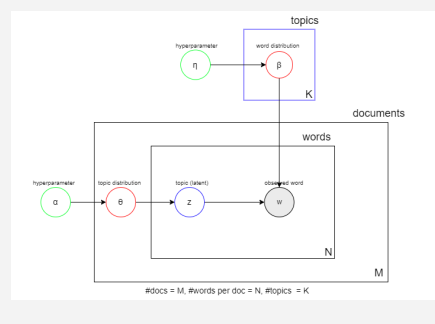 topics
hyperparameter
word distribution
η
β
K
documents
words
hyperparameter
topic distribution
topic (latent)
observed word
α
θ
z
w
N
M
#docs = M, #words per doc = N, #topics = K